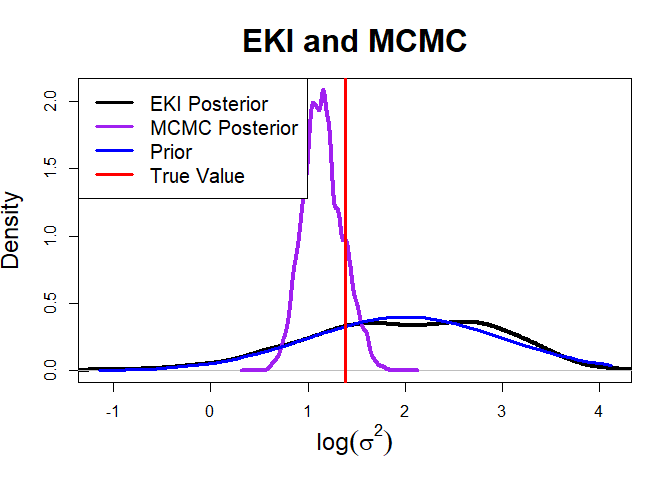 EKI and MCMC
EKI Posterior
MCMC Posterior
Prior
True Value
Density
2.0
1.5
1.0
0.5
0.0
-1 0 1 2 3 4
log(σ²)